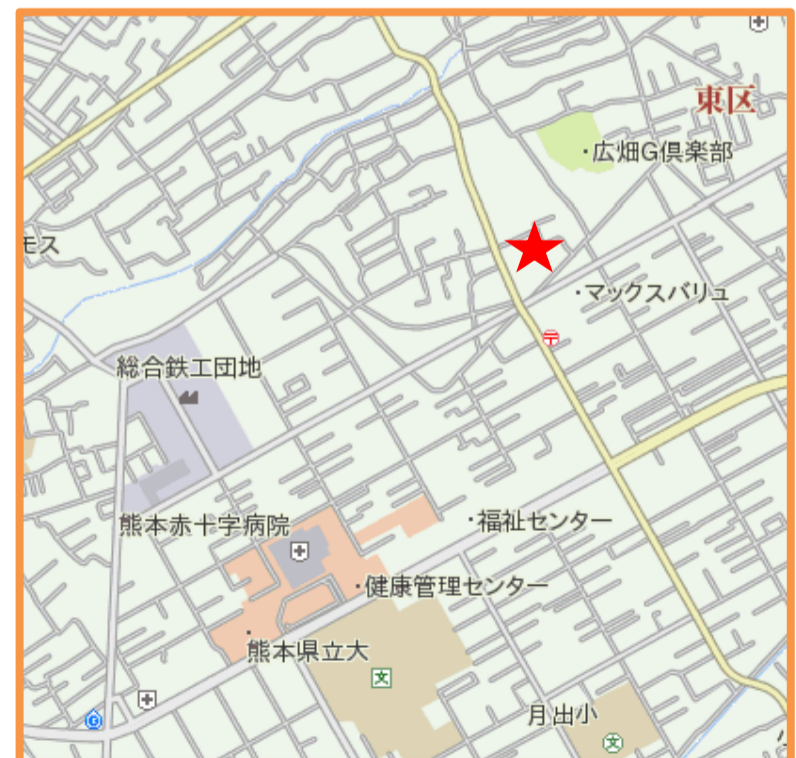 東区
・広畑G倶楽部
モス
・マックスバリュ
〒
総合鉄工団地
熊本赤十字病院
・福祉センター
・健康管理センター
熊本県立大
文
月出小
文
G